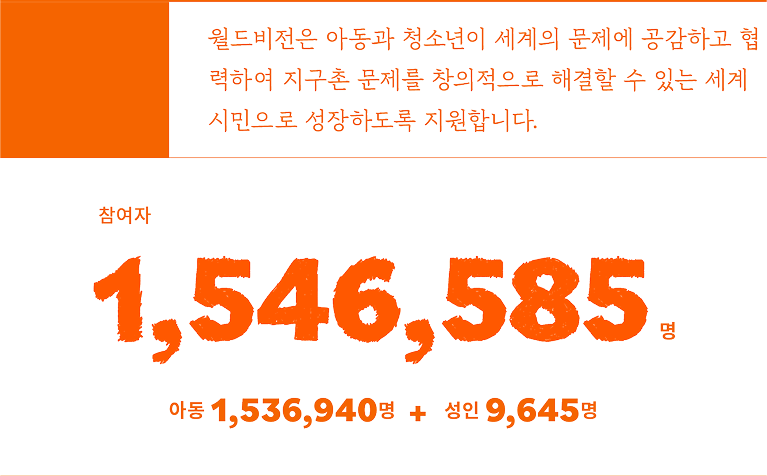 월드비전은 아동과 청소년이 세계의 문제에 공감하고 협
력하여 지구촌 문제를 창의적으로 해결할 수 있는 세계
시민으로 성장하도록 지원합니다.
참여자
1,546,585 명
아동 1,536,940명 + 성인 9,645명